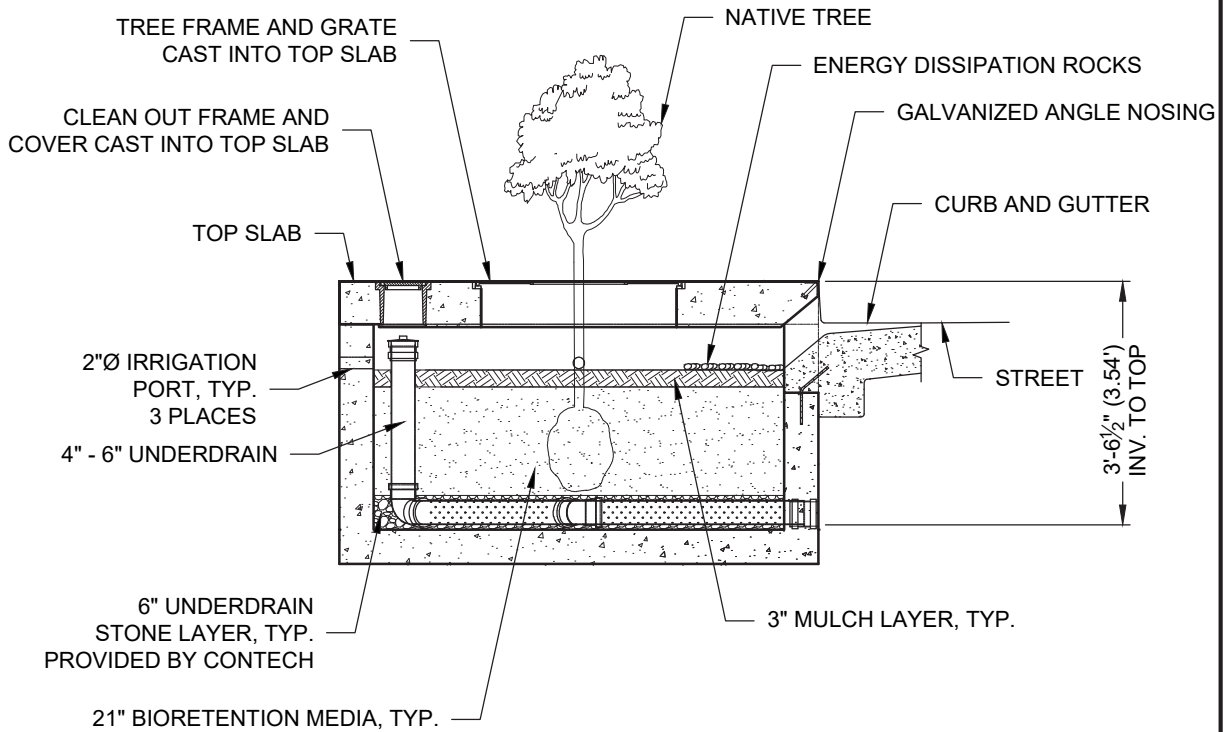 TREE FRAME AND GRATE
CAST INTO TOP SLAB
NATIVE TREE
ENERGY DISSIPATION ROCKS
CLEAN OUT FRAME AND
COVER CAST INTO TOP SLAB
GALVANIZED ANGLE NOSING
CURB AND GUTTER
TOP SLAB
2"Ø IRRIGATION
PORT, TYP.
3 PLACES
STREET
3'-6½" (3.54')
INV. TO TOP
4" - 6" UNDERDRAIN
6" UNDERDRAIN
STONE LAYER, TYP.
PROVIDED BY CONTECH
3" MULCH LAYER, TYP.
21" BIORETENTION MEDIA, TYP.